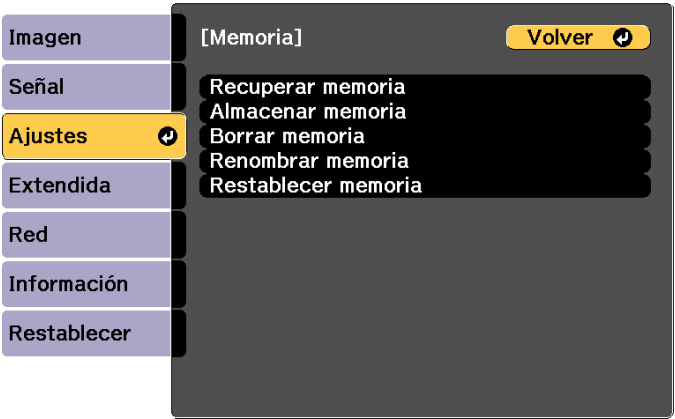 Imagen
Señal
Ajustes
Extendida
Red
Información
Restablecer
[Memoria]
Volver
Recuperar memoria
Almacenar memoria
Borrar memoria
Renombrar memoria
Restablecer memoria